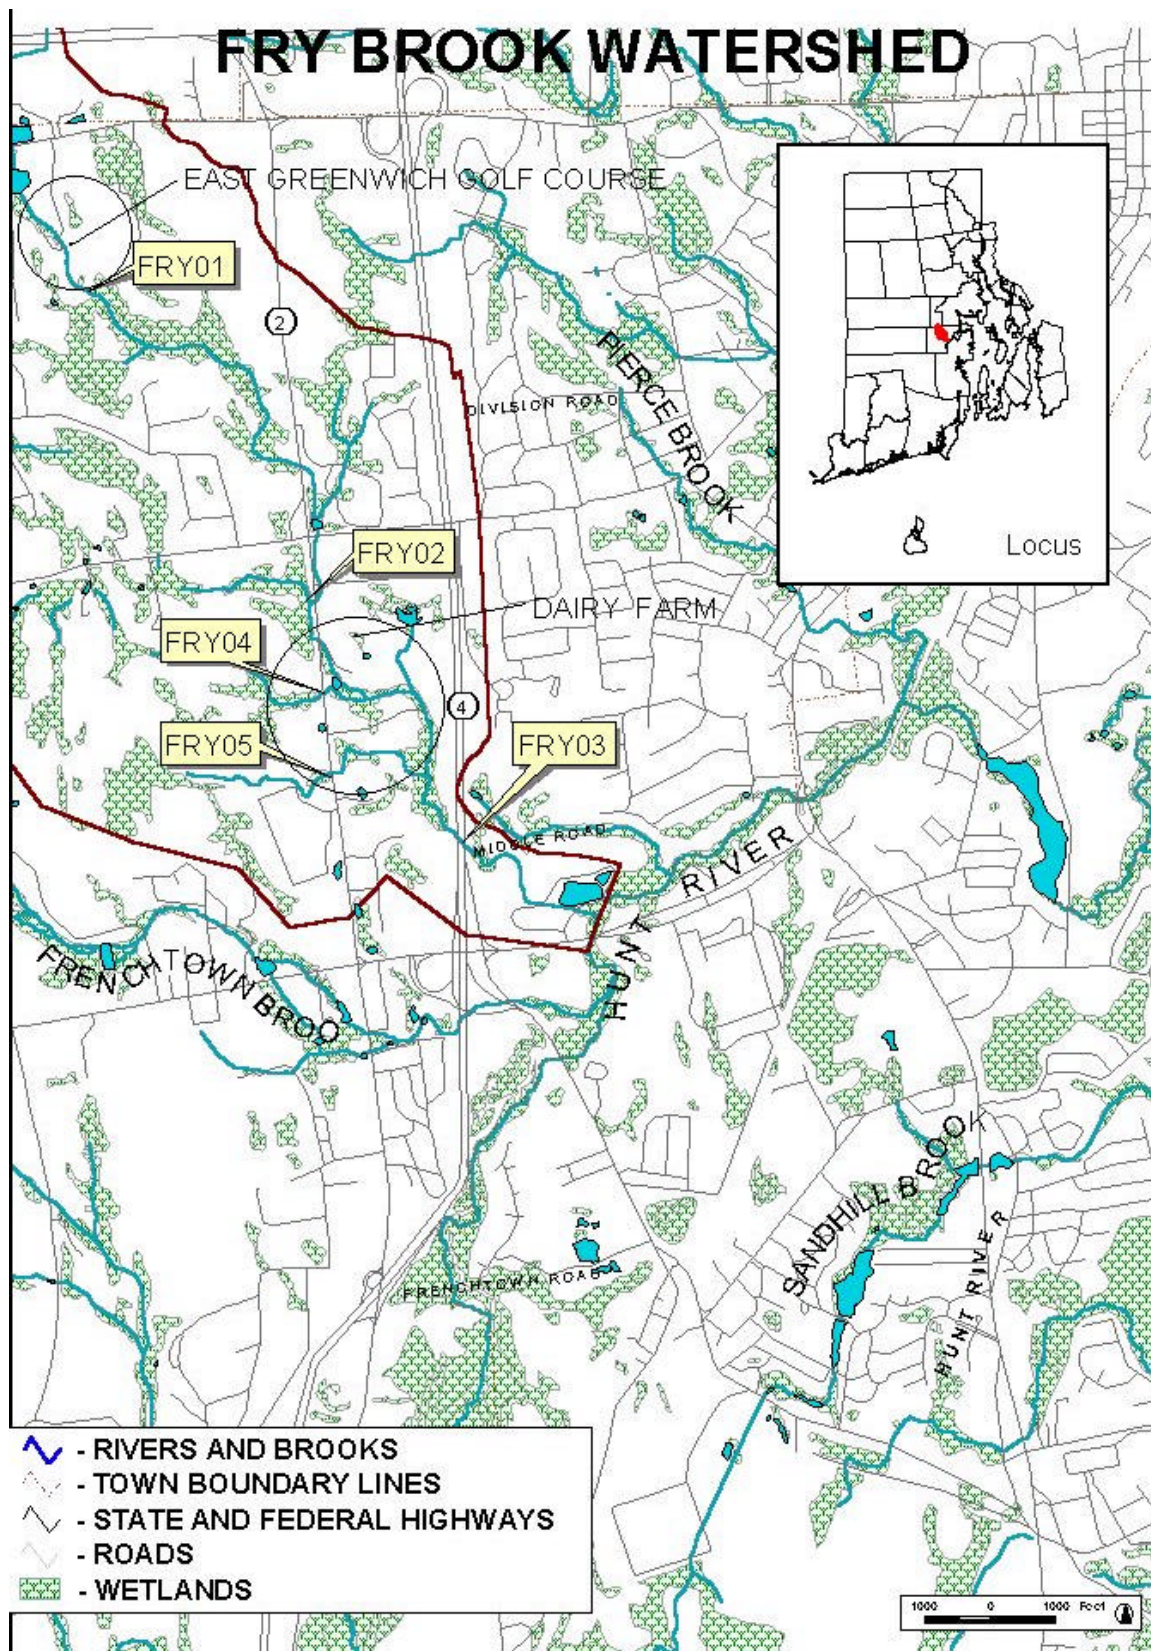 FRY BROOK WATERSHED
EAST GREENWICH GOLF COURSE
FRY01
2
PIERCE BROOK
DIVISION ROAD
Locus
FRY02
DAIRY FARM
FRY04
4
FRY05
FRY03
MIDDLE ROAD
HUNT RIVER
FRENCHTOWN BROO
SANDHILL BROOK
HUNT RIVER
FRENCHTOWN ROAD
- RIVERS AND BROOKS
- TOWN BOUNDARY LINES
- STATE AND FEDERAL HIGHWAYS
- ROADS
- WETLANDS
1000 0 1000 Feet